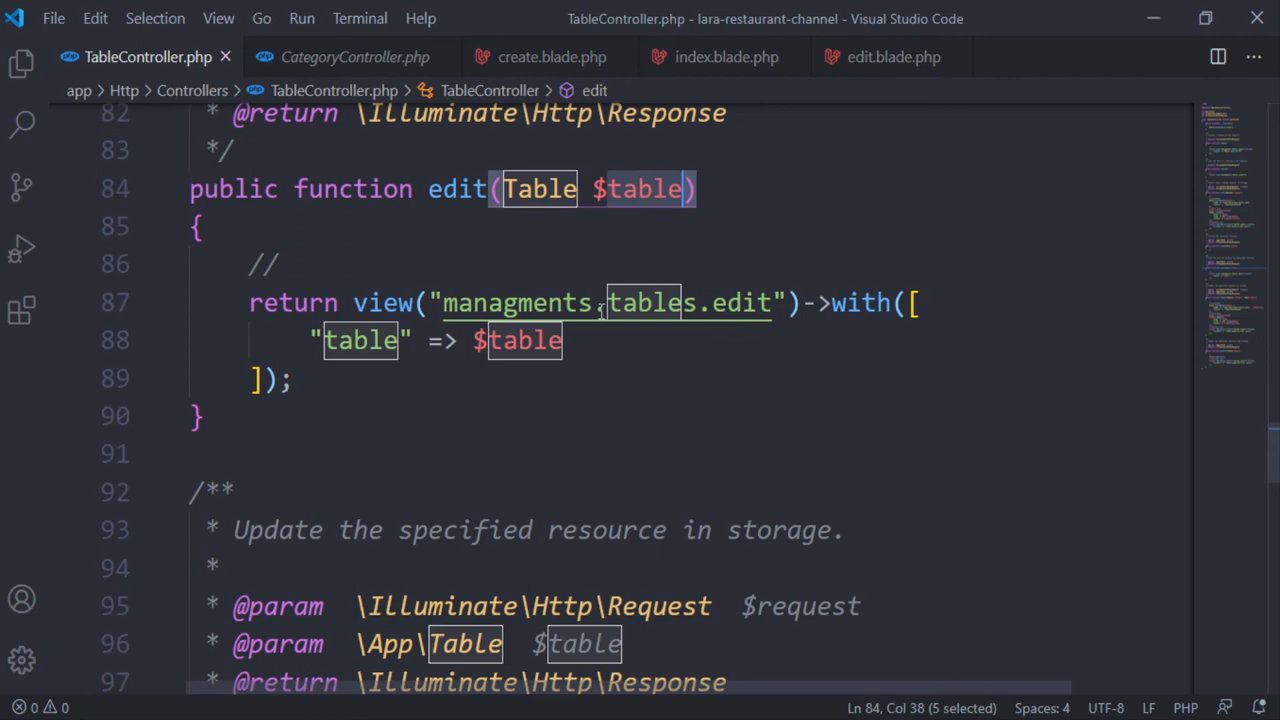 File Edit Selection View Go Run Terminal Help TableController.php - lara-restaurant-channel - Visual Studio Code
TableController.php CategoryController.php create.blade.php index.blade.php edit.blade.php
app > Http > Controllers > TableController.php > TableController > edit
82 * @return \Illuminate\Http\Response
83 */
84 public function edit(Table $table)
85 {
86 //
87 return view("managments.tables.edit")->with([
88 "table" => $table
89 ]);
90 }
91
92 /**
93 * Update the specified resource in storage.
94 *
95 * @param \Illuminate\Http\Request $request
96 * @param \App\Table $table
97 * @return \Illuminate\Http\Response
0 0 Ln 84, Col 38 (5 selected) Spaces: 4 UTF-8 LF PHP